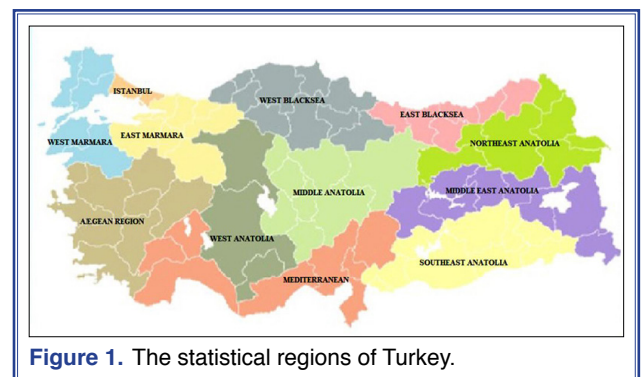 ISTANBUL
WEST BLACKSEA
EAST BLACKSEA
WEST MARMARA
EAST MARMARA
NORTHEAST ANATOLIA
MIDDLE ANATOLIA
MIDDLE EAST ANATOLIA
AEGEAN REGION
WEST ANATOLIA
SOUTHEAST ANATOLIA
MEDITERRANEAN
Figure 1. The statistical regions of Turkey.